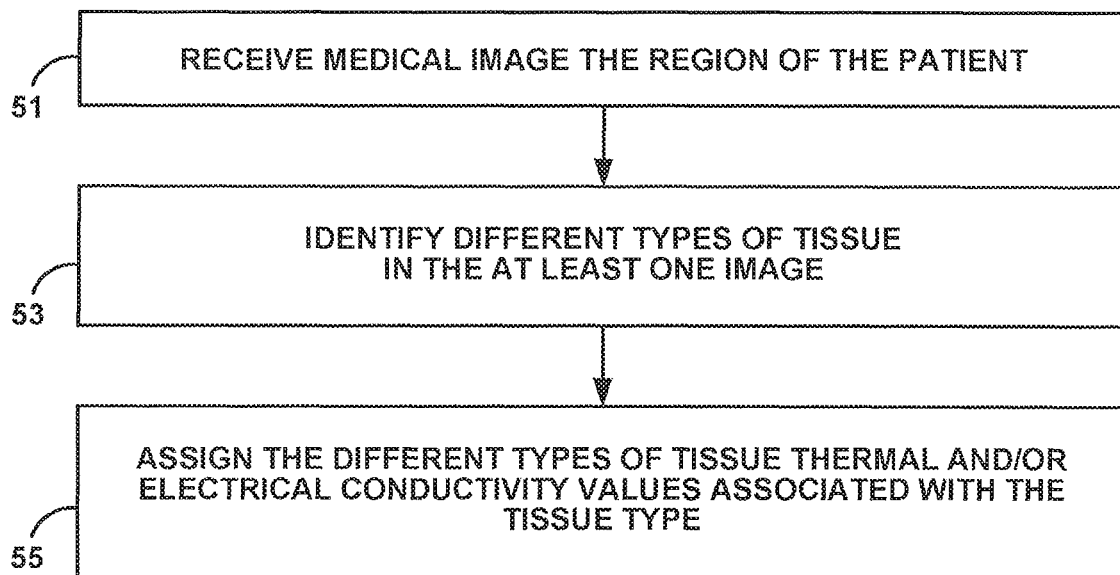 RECEIVE MEDICAL IMAGE THE REGION OF THE PATIENT
51
IDENTIFY DIFFERENT TYPES OF TISSUE
IN THE AT LEAST ONE IMAGE
53
ASSIGN THE DIFFERENT TYPES OF TISSUE THERMAL AND/OR
ELECTRICAL CONDUCTIVITY VALUES ASSOCIATED WITH THE
TISSUE TYPE
55